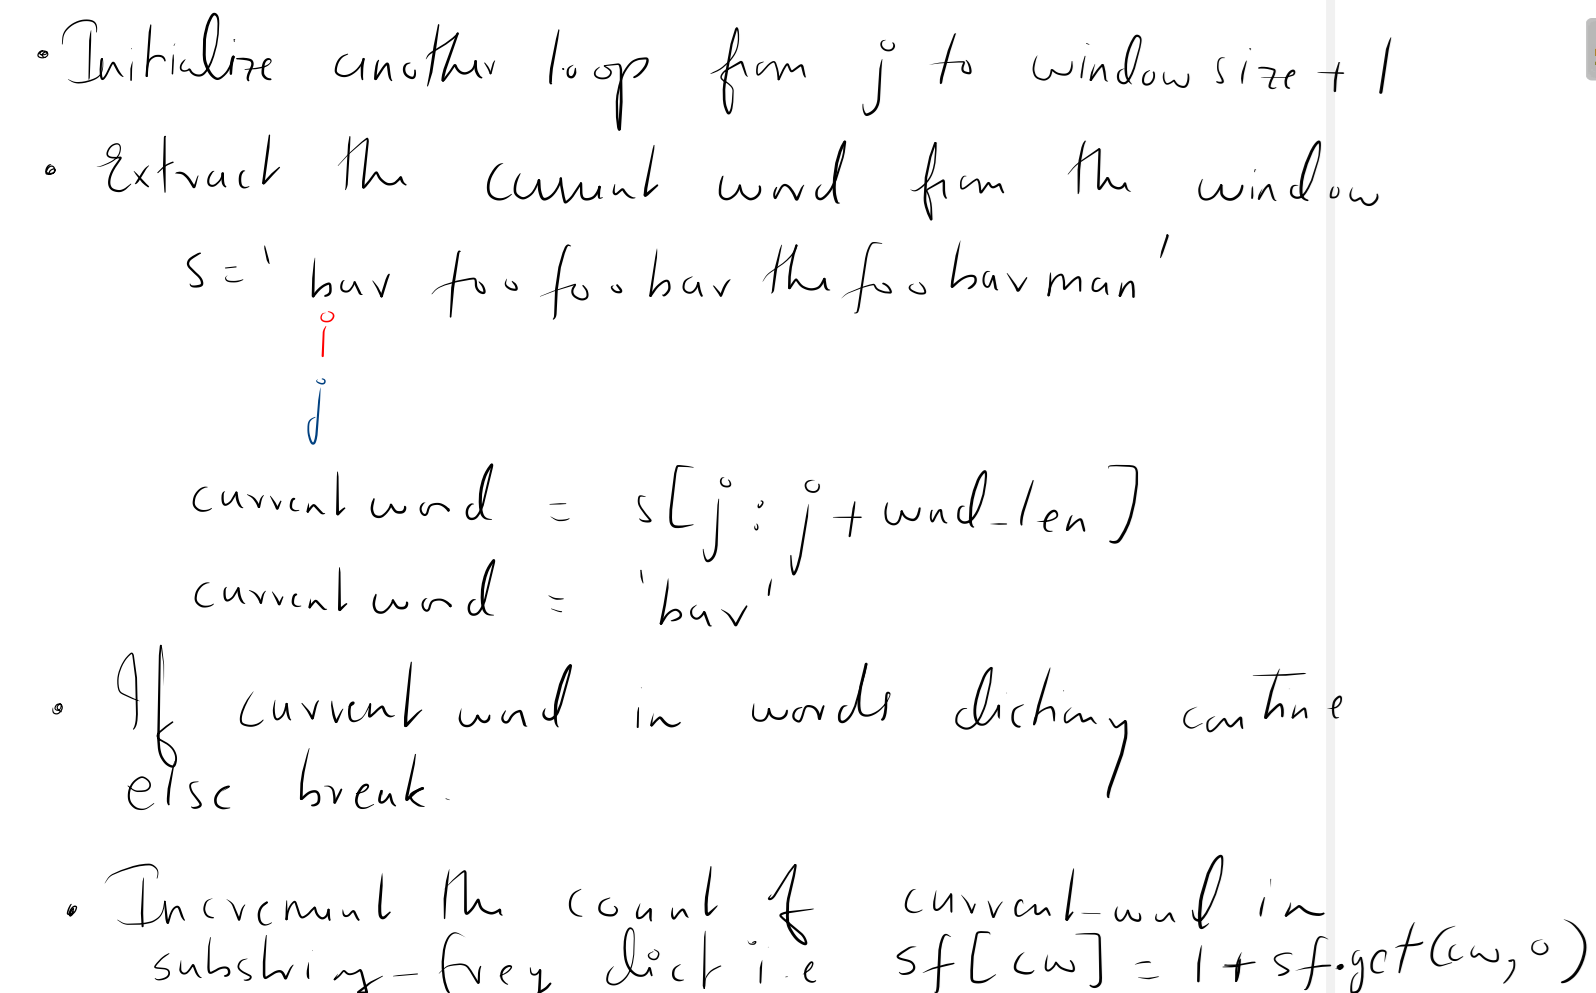 • Initialize another loop from j to window size + 1
• Extract the current word from the window
s = 'bar foo foo bar the foo bar man'
i
j
current word = s[j : j + word_len]
current word = 'bar'
• If current word in words dictionary continue
else break.
• Increment the count of current_word in
substring_freq dict i.e sf[cw] = 1 + sf.get(cw, 0)